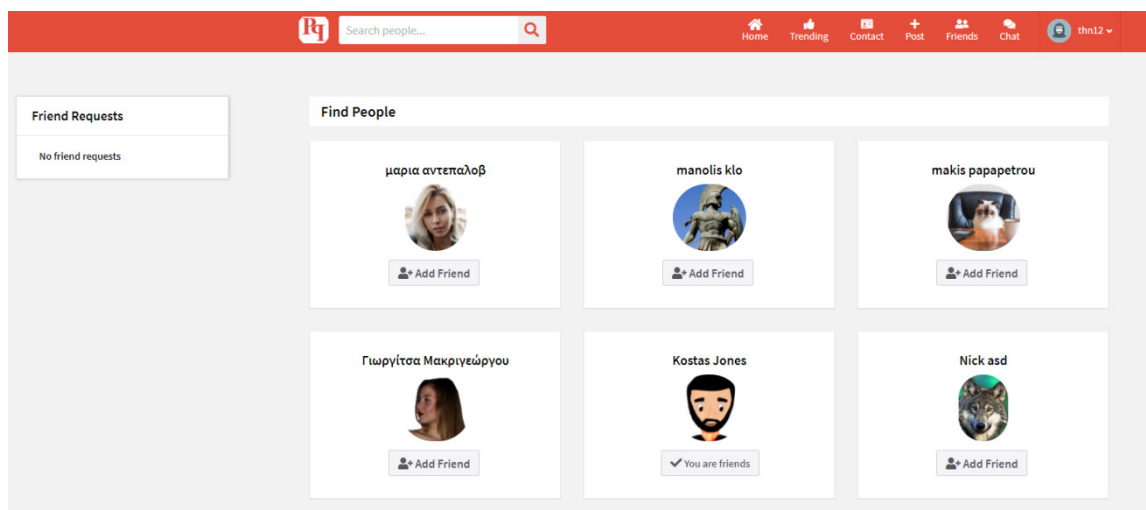 Pq
Search people...
Home
Trending
Contact
Post
Friends
Chat
thn12
Friend Requests
No friend requests
Find People
μαρια αντεπαλοβ
Add Friend
manolis klo
Add Friend
makis papapetrou
Add Friend
Γιωργίτσα Μακριγεώργου
Add Friend
Kostas Jones
You are friends
Nick asd
Add Friend